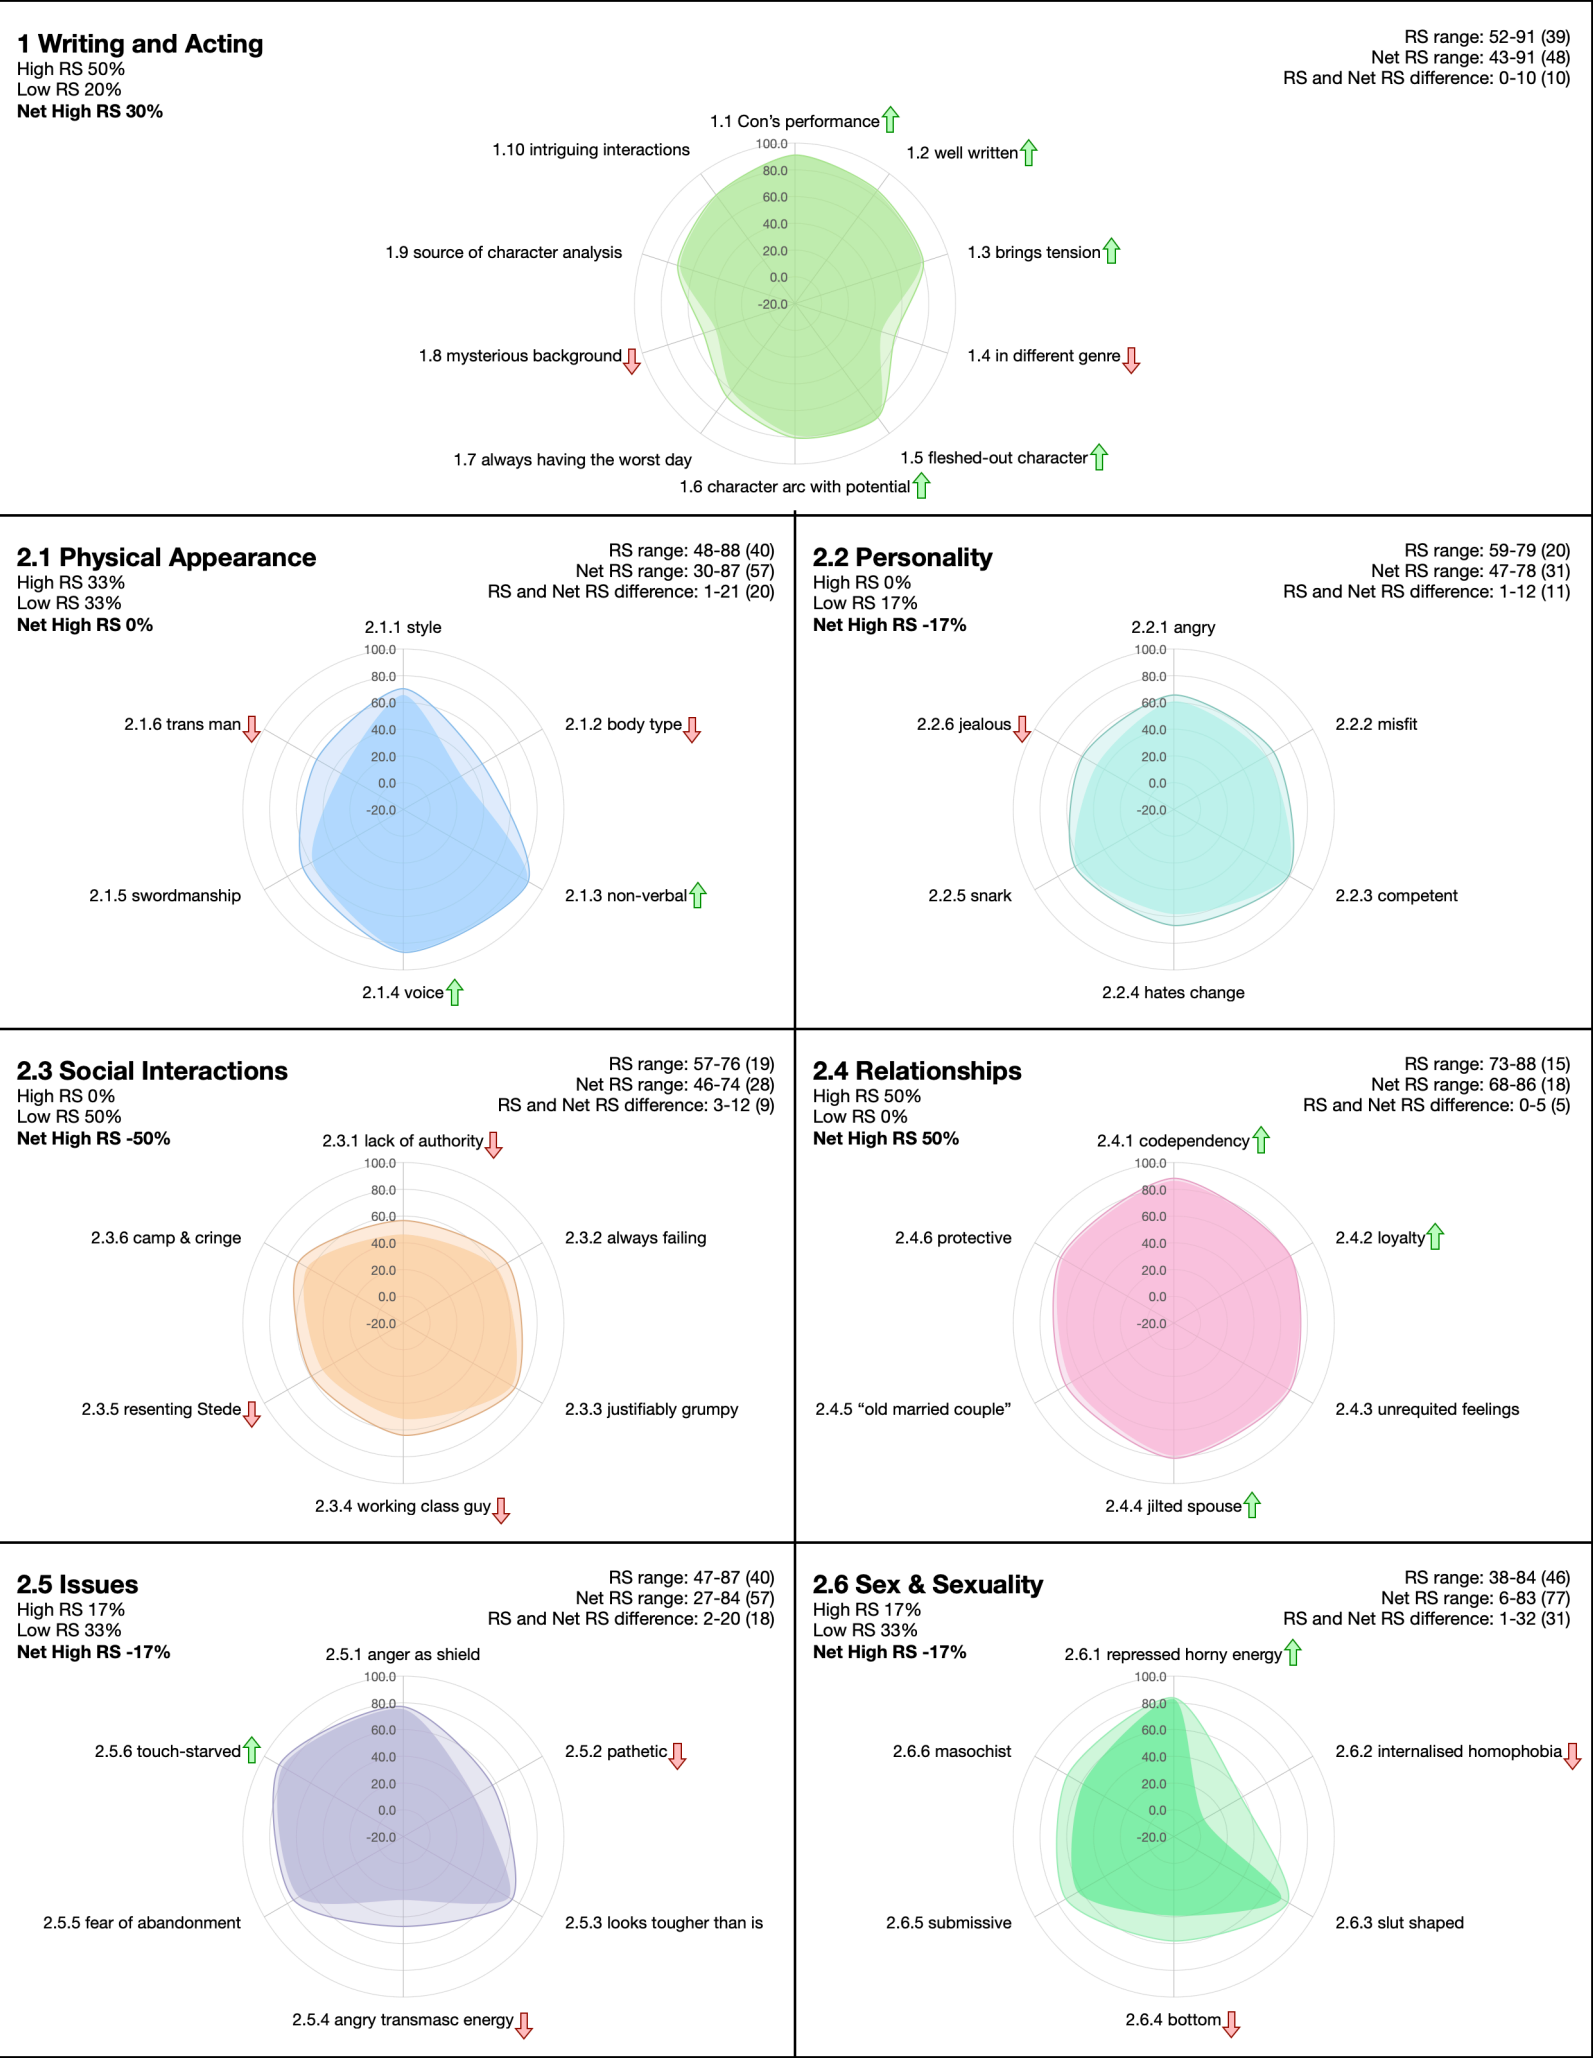 1 Writing and Acting
High RS 50%
Low RS 20%
Net High RS 30%
RS range: 52-91 (39)
Net RS range: 43-91 (48)
RS and Net RS difference: 0-10 (10)
1.1 Con's performance
1.10 intriguing interactions
1.2 well written
100.0
80.0
60.0
40.0
20.0
0.0
-20.0
1.9 source of character analysis
1.3 brings tension
1.8 mysterious background
1.4 in different genre
1.7 always having the worst day
1.5 fleshed-out character
1.6 character arc with potential
2.1 Physical Appearance
High RS 33%
Low RS 33%
Net High RS 0%
RS range: 48-88 (40)
Net RS range: 30-87 (57)
RS and Net RS difference: 1-21 (20)
2.1.1 style
100.0
80.0
60.0
40.0
20.0
0.0
-20.0
2.1.6 trans man
2.1.2 body type
2.1.5 swordmanship
2.1.3 non-verbal
2.1.4 voice
2.2 Personality
High RS 0%
Low RS 17%
Net High RS -17%
RS range: 59-79 (20)
Net RS range: 47-78 (31)
RS and Net RS difference: 1-12 (11)
2.2.1 angry
100.0
80.0
60.0
40.0
20.0
0.0
-20.0
2.2.6 jealous
2.2.2 misfit
2.2.5 snark
2.2.3 competent
2.2.4 hates change
2.3 Social Interactions
High RS 0%
Low RS 50%
Net High RS -50%
RS range: 57-76 (19)
Net RS range: 46-74 (28)
RS and Net RS difference: 3-12 (9)
2.3.1 lack of authority
100.0
80.0
60.0
40.0
20.0
0.0
-20.0
2.3.6 camp & cringe
2.3.2 always failing
2.3.5 resenting Stede
2.3.3 justifiably grumpy
2.3.4 working class guy
2.4 Relationships
High RS 50%
Low RS 0%
Net High RS 50%
RS range: 73-88 (15)
Net RS range: 68-86 (18)
RS and Net RS difference: 0-5 (5)
2.4.1 codependency
100.0
80.0
60.0
40.0
20.0
0.0
-20.0
2.4.6 protective
2.4.2 loyalty
2.4.5 “old married couple”
2.4.3 unrequited feelings
2.4.4 jilted spouse
2.5 Issues
High RS 17%
Low RS 33%
Net High RS -17%
RS range: 47-87 (40)
Net RS range: 27-84 (57)
RS and Net RS difference: 2-20 (18)
2.5.1 anger as shield
100.0
80.0
60.0
40.0
20.0
0.0
-20.0
2.5.6 touch-starved
2.5.2 pathetic
2.5.5 fear of abandonment
2.5.3 looks tougher than is
2.5.4 angry transmasc energy
2.6 Sex & Sexuality
High RS 17%
Low RS 33%
Net High RS -17%
RS range: 38-84 (46)
Net RS range: 6-83 (77)
RS and Net RS difference: 1-32 (31)
2.6.1 repressed horny energy
100.0
80.0
60.0
40.0
20.0
0.0
-20.0
2.6.6 masochist
2.6.2 internalised homophobia
2.6.5 submissive
2.6.3 slut shaped
2.6.4 bottom